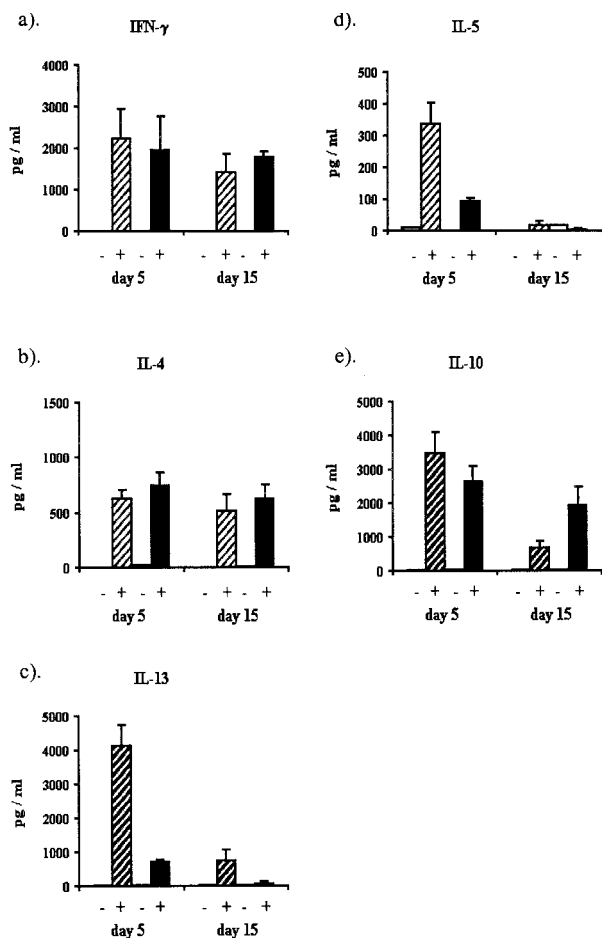 a).
IFN-γ
pg / ml
4000
3000
2000
1000
0
- + - + - + - +
day 5 day 15
b).
IL-4
pg / ml
1500
1000
500
0
- + - + - + - +
day 5 day 15
c).
IL-13
pg / ml
5000
4000
3000
2000
1000
0
- + - + - + - +
day 5 day 15
d).
IL-5
pg / ml
500
400
300
200
100
0
- + - + - + - +
day 5 day 15
e).
IL-10
pg / ml
5000
4000
3000
2000
1000
0
- + - + - + - +
day 5 day 15